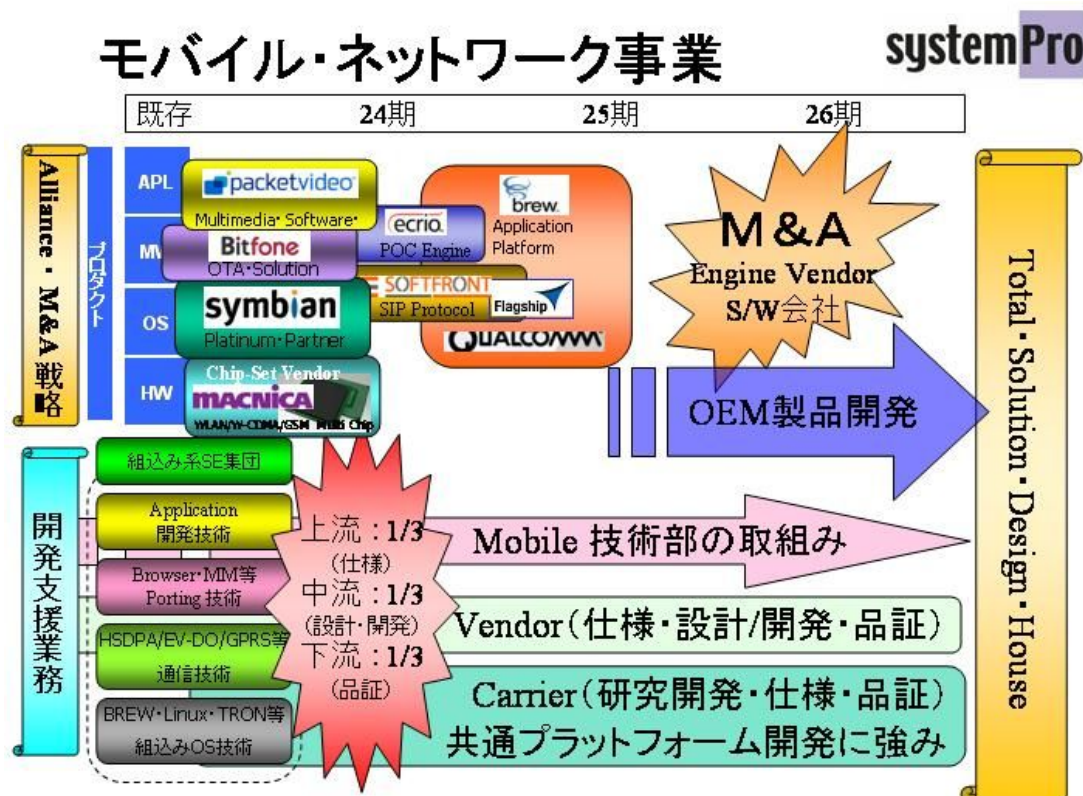 モバイル・ネットワーク事業
systemPro
既存 24期 25期 26期
Alliance・M&A戦略
プロダクト
APL
packetvideo
Multimedia・Software・
MW
Bitfone
OTA・Solution
ecrio.
POC Engine
brew.
Application
Platform
OS
symbian
Platinum・Partner
SOFTFRONT
SIP Protocol
Flagship
QUALCOMM
HW
Chip-Set Vendor
MACNICA
WLAN/W-CDMA/GSM Multi Chip
M&A
Engine Vendor
S/W会社
OEM製品開発
Total・Solution・Design・House
開発支援業務
組込み系SE集団
Application
開発技術
Browser・MM等
Porting 技術
HSDPA/EV-DO/GPRS等
通信技術
BREW・Linux・TRON等
組込みOS技術
上流：1/3
(仕様)
中流：1/3
(設計・開発)
下流：1/3
(品証)
Mobile 技術部の取組み
Vendor（仕様・設計/開発・品証）
Carrier（研究開発・仕様・品証）
共通プラットフォーム開発に強み